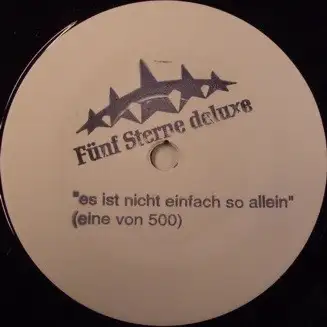 Fünf Sterne deluxe
"es ist nicht einfach so allein"
(eine von 500)